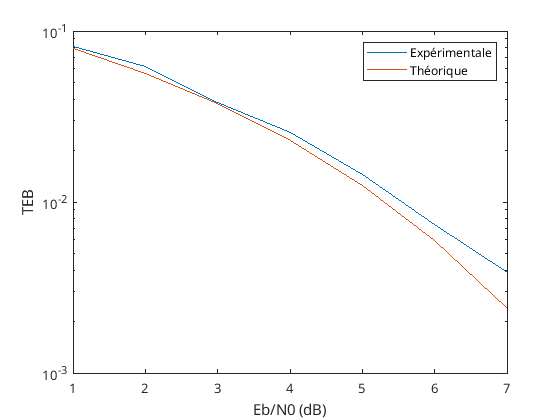 10-1
Expérimentale
Théorique
10-2
TEB
10-3
1 2 3 4 5 6 7
Eb/N0 (dB)